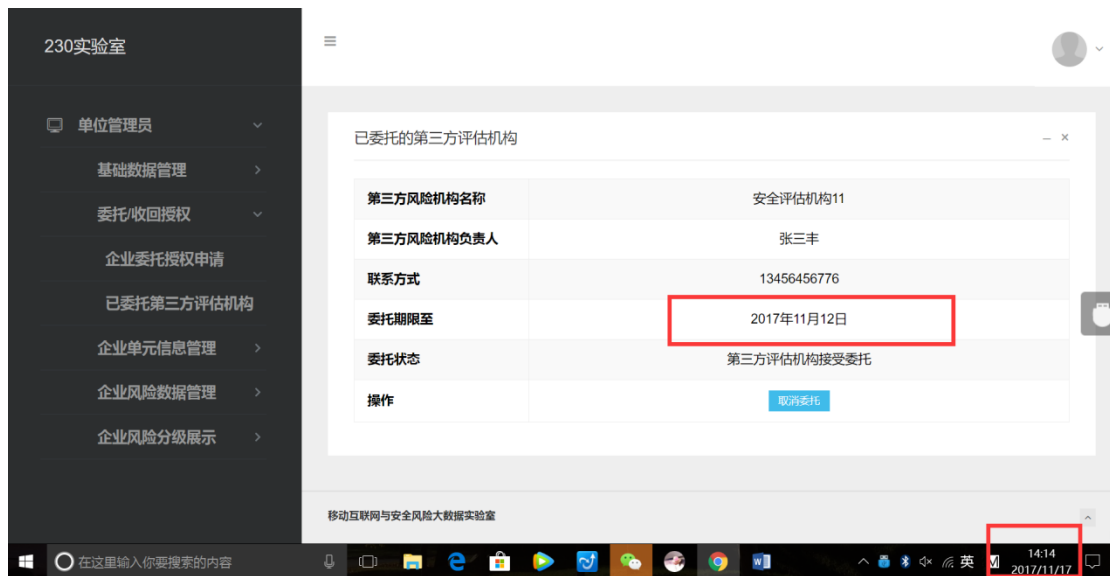 230实验室
单位管理员
基础数据管理
委托/收回授权
企业委托授权申请
已委托第三方评估机构
企业单元信息管理
企业风险数据管理
企业风险分级展示
已委托的第三方评估机构
第三方风险机构名称 安全评估机构11
第三方风险机构负责人 张三丰
联系方式 13456456776
委托期限至 2017年11月12日
委托状态 第三方评估机构接受委托
操作 取消委托
移动互联网与安全风险大数据实验室
在这里输入你要搜索的内容
英
14:14
2017/11/17